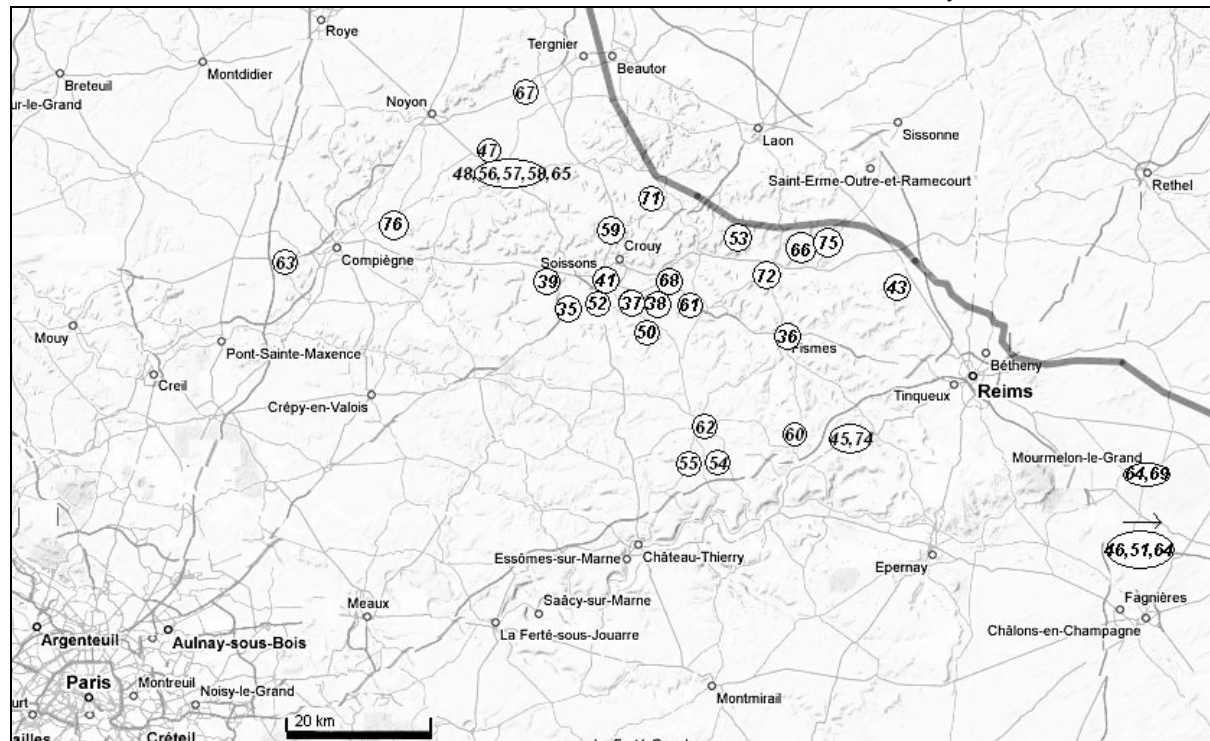 Roye
Tergnier
Beautor
Montdidier
Breteuil
ur-le-Grand
67
Noyon
Sissonne
Laon
47
48,56,57,58,65
Saint-Erme-Outre-et-Ramecourt
Rethel
71
76
59
53
66
75
Crouy
63
Compiègne
Soissons
39
41
68
72
43
35
52
37
38
61
Mouy
50
36
Fismes
Pont-Sainte-Maxence
Bétheny
Creil
Reims
Tinqueux
Crépy-en-Valois
62
60
45,74
55
54
Mourmelon-le-Grand
64,69
46,51,64
Essômes-sur-Marne
Château-Thierry
Epernay
Meaux
Saâcy-sur-Marne
Fagnières
La Ferté-sous-Jouarre
Châlons-en-Champagne
Argenteuil
Aulnay-sous-Bois
Paris
Montreuil
Noisy-le-Grand
Montmirail
ourt
20 km
ailles
Créteil